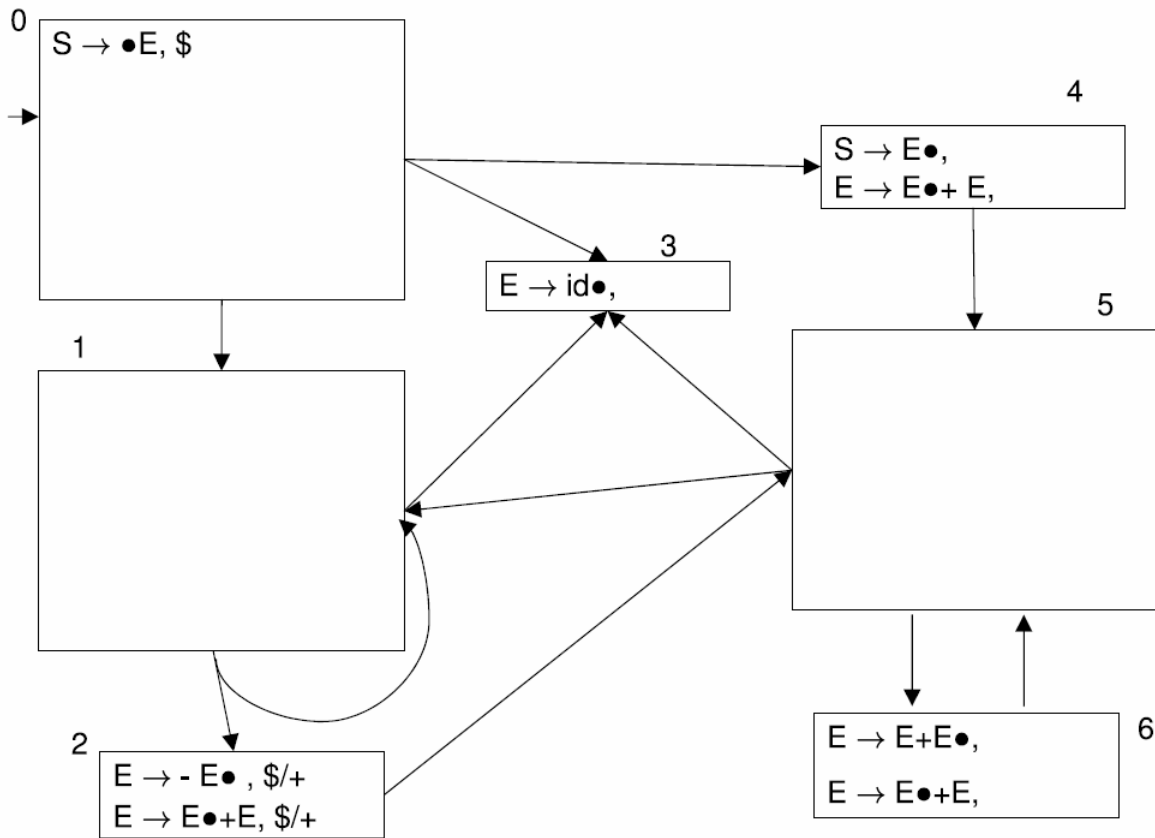 0
S → ●E, $
4
S → E●,
E → E●+ E,
3
E → id●,
5
1
2
E → - E● , $/+
E → E●+E, $/+
6
E → E+E●,
E → E●+E,